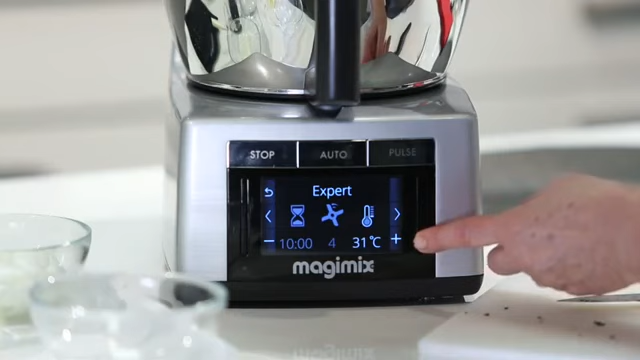 STOP AUTO PULSE
Expert
− 10:00 4 31°C +
magimix